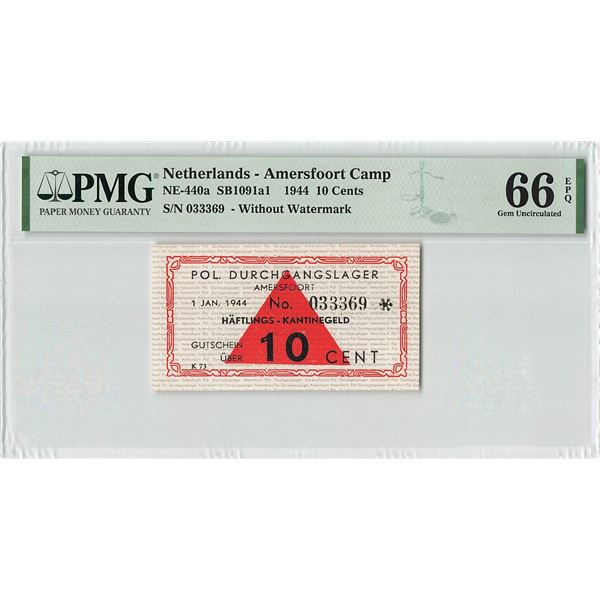 PMG®
PAPER MONEY GUARANTY
Netherlands - Amersfoort Camp
NE-440a SB1091a1 1944 10 Cents
S/N 033369 - Without Watermark
66 EPQ
Gem Uncirculated
POL. DURCHGANGSLAGER
AMERSFOORT
1 JAN. 1944 No. 033369 *
HÄFTLINGS - KANTINEGELD
GUTSCHEIN
ÜBER 10 CENT
K 73